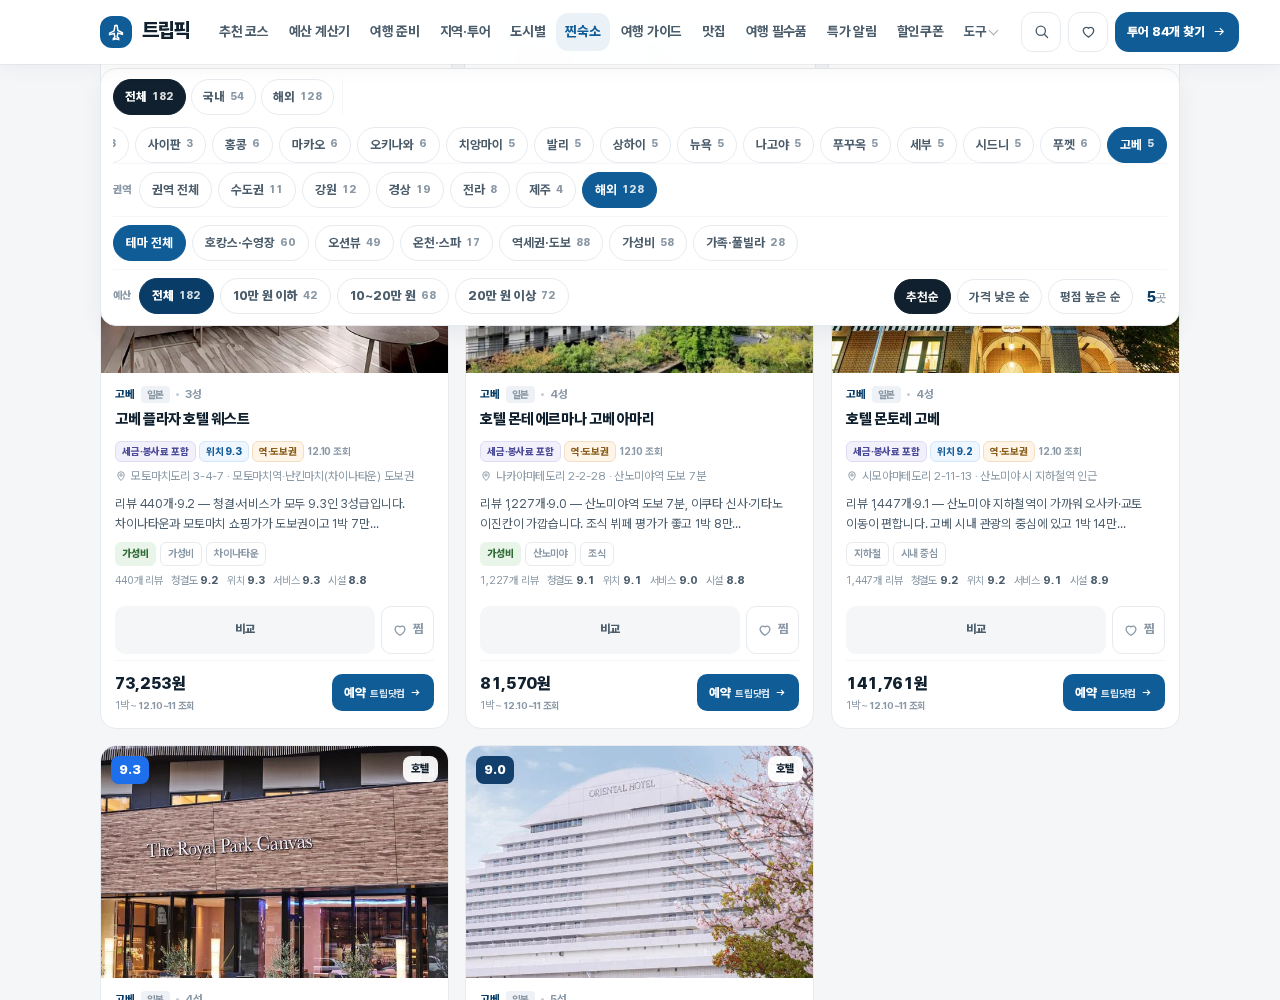 트립픽 추천 코스 예산 계산기 여행 준비 지역·투어 도시별 찐숙소 여행 가이드 맛집 여행 필수품 특가 알림 할인쿠폰 도구 투어 84개 찾기 →
전체 182 국내 54 해외 128
사이판 3 홍콩 6 마카오 6 오키나와 6 치앙마이 5 발리 5 상하이 5 뉴욕 5 나고야 5 푸꾸옥 5 세부 5 시드니 5 푸껫 6 고베 5
권역 권역 전체 수도권 11 강원 12 경상 19 전라 8 제주 4 해외 128
테마 전체 호캉스·수영장 60 오션뷰 49 온천·스파 17 역세권·도보 88 가성비 58 가족·풀빌라 28
예산 전체 182 10만 원 이하 42 10~20만 원 68 20만 원 이상 72 추천순 가격 낮은 순 평점 높은 순 5곳
고베 일본 • 3성
고베 플라자 호텔 웨스트
세금·봉사료 포함 위치 9.3 역·도보권 12.10 조회
모토마치도리 3-4-7 · 모토마치역·난킨마치(차이나타운) 도보권
리뷰 440개·9.2 — 청결·서비스가 모두 9.3인 3성급입니다.
차이나타운과 모토마치 쇼핑가가 도보권이고 1박 7만...
가성비 가성비 차이나타운
440개 리뷰 청결도 9.2 위치 9.3 서비스 9.3 시설 8.8
비교 찜
73,253원
1박~ 12.10~11 조회
예약 트립닷컴 →
고베 일본 • 4성
호텔 몬테 에르마나 고베 아마리
세금·봉사료 포함 역·도보권 12.10 조회
나카야마테도리 2-2-28 · 산노미야역 도보 7분
리뷰 1,227개·9.0 — 산노미야역 도보 7분, 이쿠타 신사·기타노
이진칸이 가깝습니다. 조식 뷔페 평가가 좋고 1박 8만...
가성비 산노미야 조식
1,227개 리뷰 청결도 9.1 위치 9.1 서비스 9.0 시설 8.8
비교 찜
81,570원
1박~ 12.10~11 조회
예약 트립닷컴 →
고베 일본 • 4성
호텔 몬토레 고베
세금·봉사료 포함 위치 9.2 역·도보권 12.10 조회
시모야마테도리 2-11-13 · 산노미야 시 지하철역 인근
리뷰 1,447개·9.1 — 산노미야 지하철역이 가까워 오사카·교토
이동이 편합니다. 고베 시내 관광의 중심에 있고 1박 14만...
지하철 시내 중심
1,447개 리뷰 청결도 9.2 위치 9.2 서비스 9.1 시설 8.9
비교 찜
141,761원
1박~ 12.10~11 조회
예약 트립닷컴 →
9.3 호텔
The Royal Park Canvas
고베 일본 • 4성
9.0 호텔
ORIENTAL HOTEL
고베 일본 • 5성